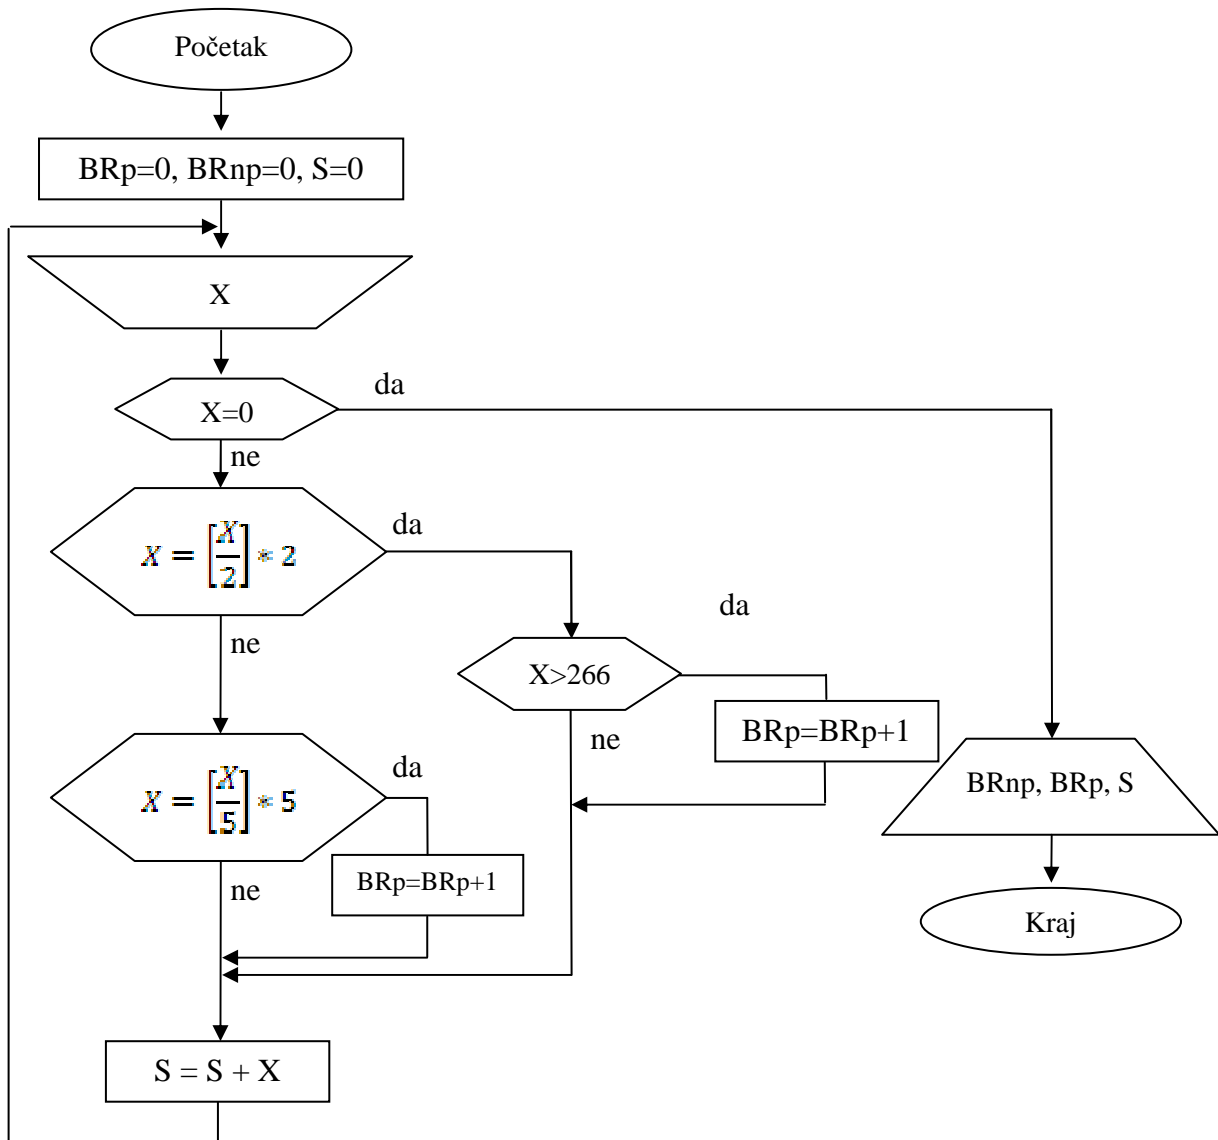 Početak
BRp=0, BRnp=0, S=0
X
X=0
da
ne
X = [X/2] * 2
da
ne
X>266
da
ne
BRp=BRp+1
X = [X/5] * 5
da
ne
BRp=BRp+1
BRnp, BRp, S
Kraj
S = S + X